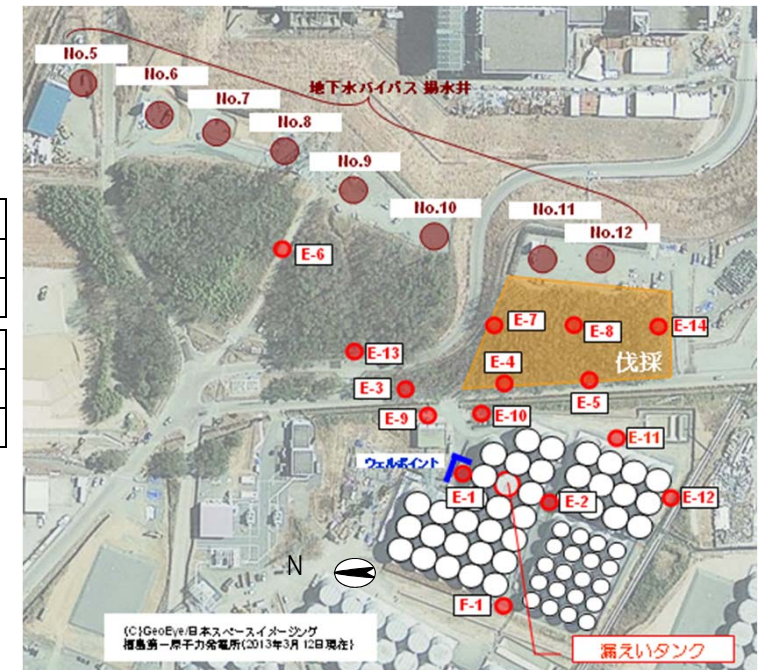 No.5
No.6
No.7
地下水バイパス 揚水井
No.8
No.9
No.10
No.11
No.12
E-6
E-7
E-8
E-14
E-13
E-4
伐採
E-3
E-5
E-9
E-10
E-11
ウェルポイント
E-1
E-2
E-12
N
F-1
(C)GeoEye/日本スペースイメージング
福島第一原子力発電所(2013年3月12日現在)
漏えいタンク